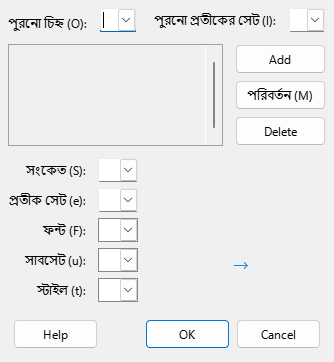 পুরনো চিহ্ন (O): পুরনো প্রতীকের সেট (I):
Add
পরিবর্তন (M)
Delete
সংকেত (S):
প্রতীক সেট (e):
ফন্ট (F):
সাবসেট (u):
স্টাইল (t):
Help OK Cancel